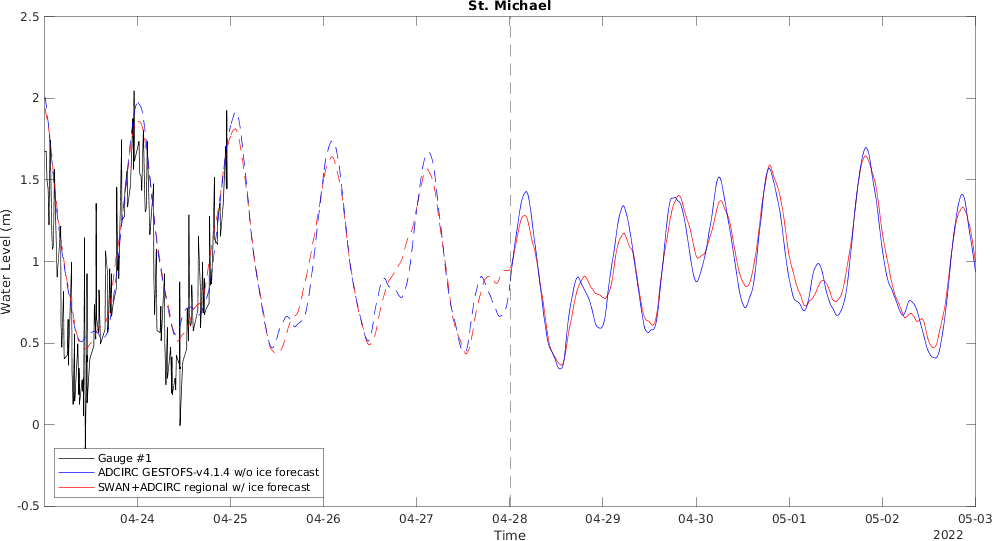 St. Michael
Water Level (m)
2.5
2
1.5
1
0.5
0
-0.5
Gauge #1
ADCIRC GESTOFS-v4.1.4 w/o ice forecast
SWAN+ADCIRC regional w/ ice forecast
04-24 04-25 04-26 04-27 04-28 04-29 04-30 05-01 05-02 05-03
Time
2022